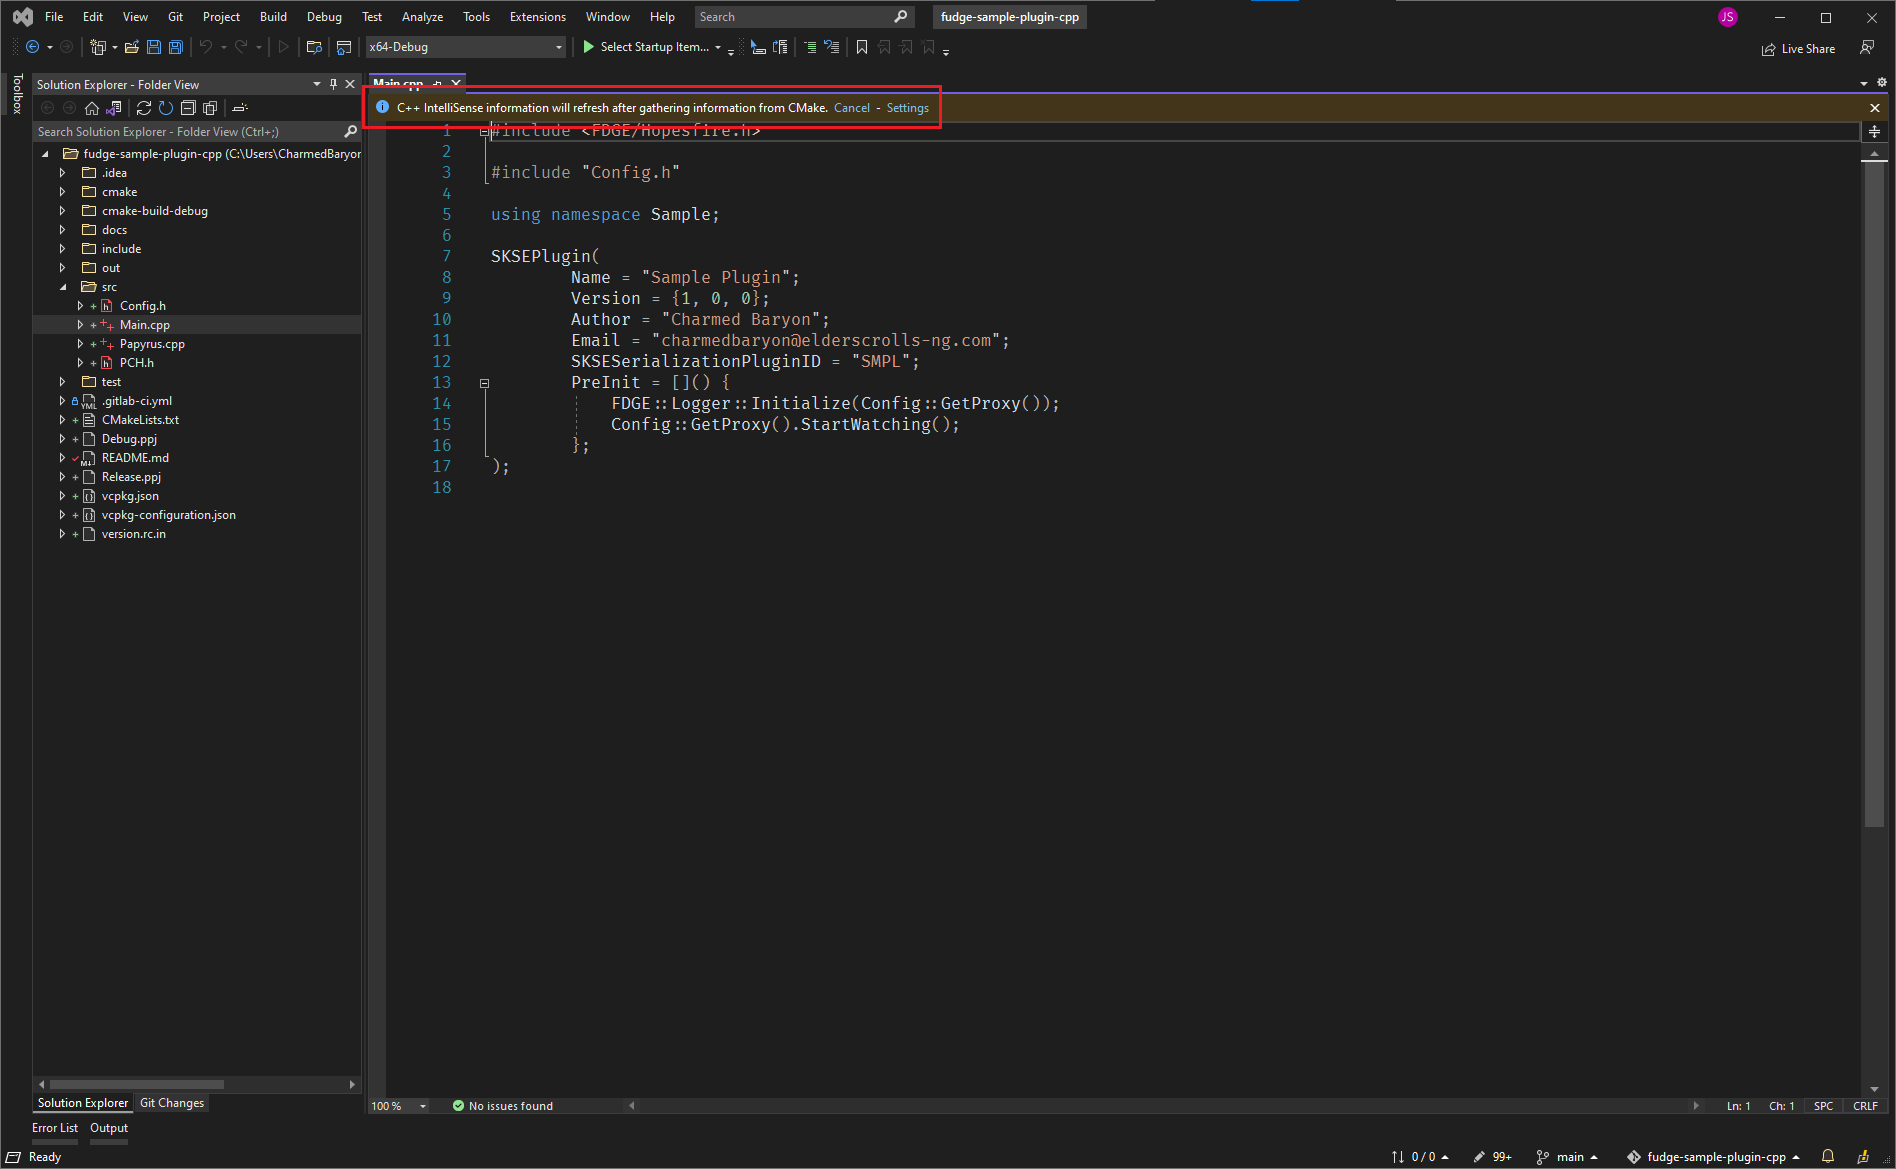 File Edit View Git Project Build Debug Test Analyze Tools Extensions Window Help Search fudge-sample-plugin-cpp JS
x64-Debug Select Startup Item... Live Share
Toolbox
Solution Explorer - Folder View
Search Solution Explorer - Folder View (Ctrl+;)
fudge-sample-plugin-cpp (C:\Users\CharmedBaryon
.idea
cmake
cmake-build-debug
docs
include
out
src
Config.h
Main.cpp
Papyrus.cpp
PCH.h
test
.gitlab-ci.yml
CMakeLists.txt
Debug.ppj
README.md
Release.ppj
vcpkg.json
vcpkg-configuration.json
version.rc.in
Solution Explorer Git Changes
Main.cpp
C++ IntelliSense information will refresh after gathering information from CMake. Cancel - Settings
1 #include <FDGE/Hopesfire.h>
2
3 #include "Config.h"
4
5 using namespace Sample;
6
7 SKSEPlugin(
8 Name = "Sample Plugin";
9 Version = {1, 0, 0};
10 Author = "Charmed Baryon";
11 Email = "charmedbaryon@elderscrolls-ng.com";
12 SKSESerializationPluginID = "SMPL";
13 PreInit = []() {
14 FDGE::Logger::Initialize(Config::GetProxy());
15 Config::GetProxy().StartWatching();
16 };
17 );
18
100 % No issues found Ln: 1 Ch: 1 SPC CRLF
Error List Output
Ready 0 / 0 99+ main fudge-sample-plugin-cpp